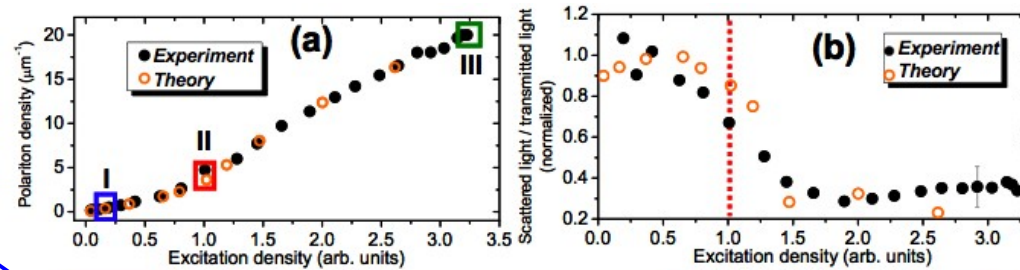 (a)
Experiment
Theory
I
II
III
20
15
10
5
0
Polariton density (μm⁻¹)
0.0 0.5 1.0 1.5 2.0 2.5 3.0 3.5
Excitation density (arb. units)
(b)
Experiment
Theory
1.2
1.0
0.8
0.6
0.4
0.2
Scattered light / transmitted light
(normalized)
0.0 0.5 1.0 1.5 2.0 2.5 3.0
Excitation density (arb. units)